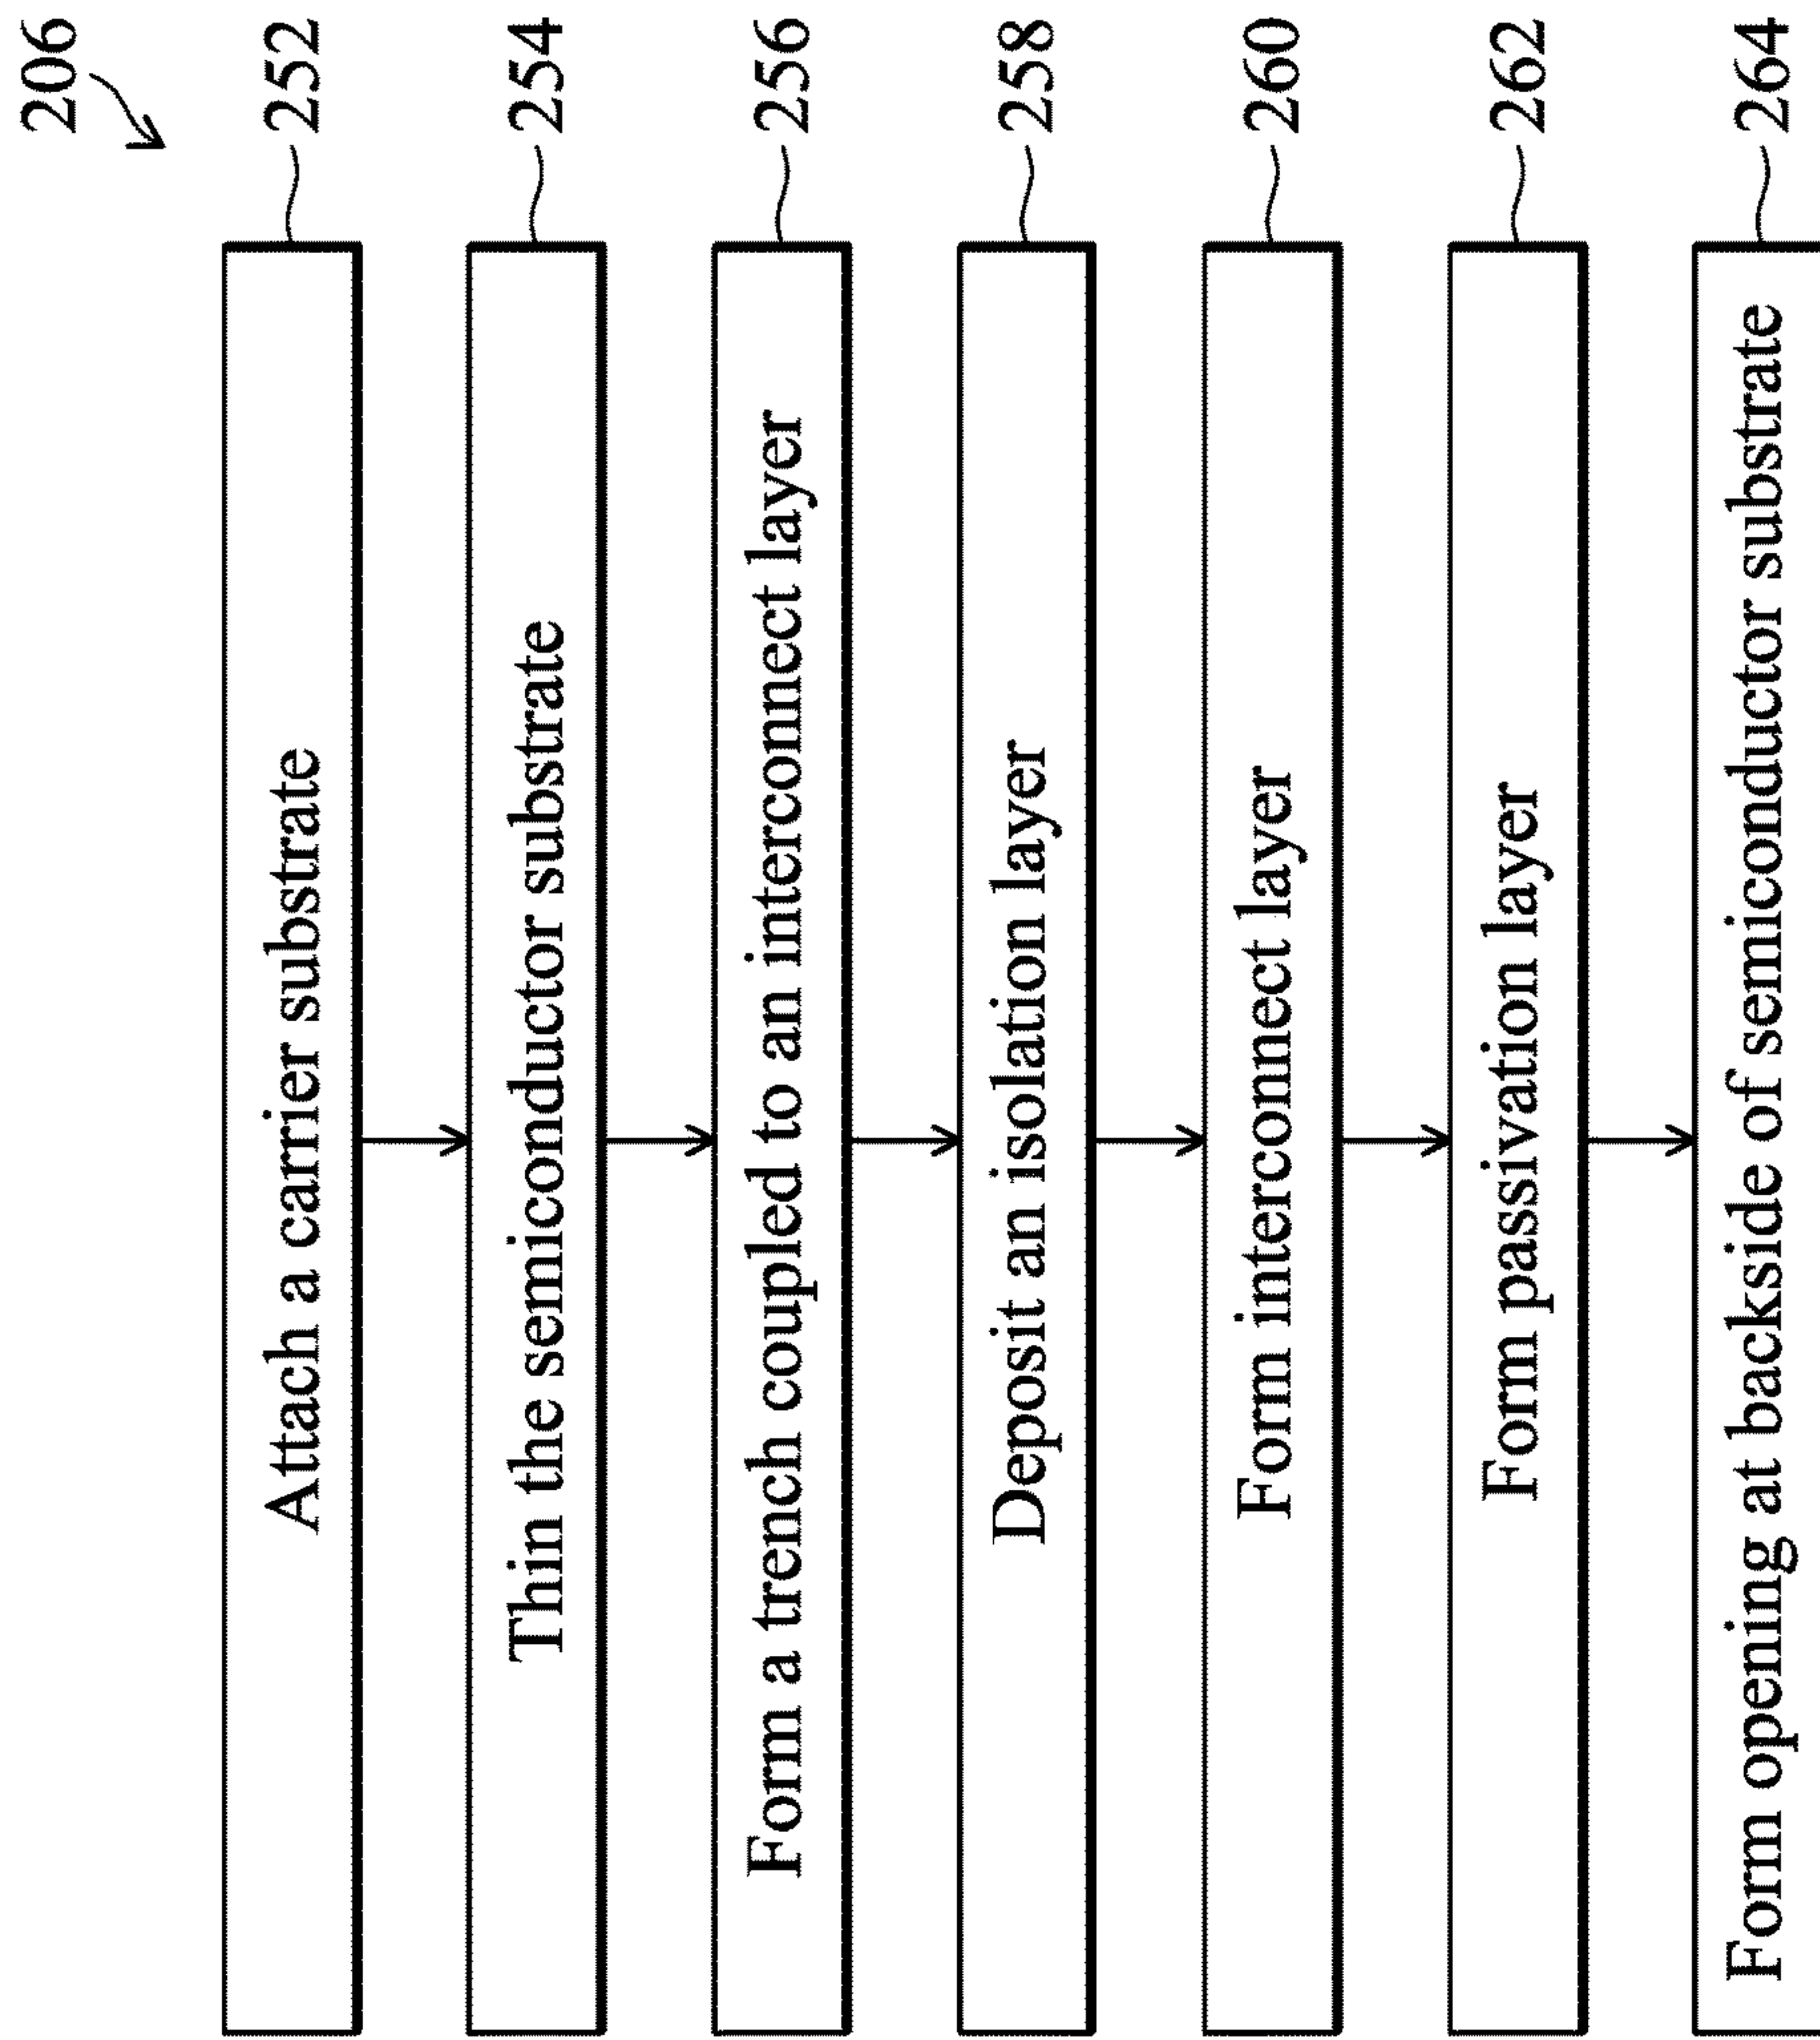 206
Attach a carrier substrate 252
Thin the semiconductor substrate 254
Form a trench coupled to an interconnect layer 256
Deposit an isolation layer 258
Form interconnect layer 260
Form passivation layer 262
Form opening at backside of semiconductor substrate 264